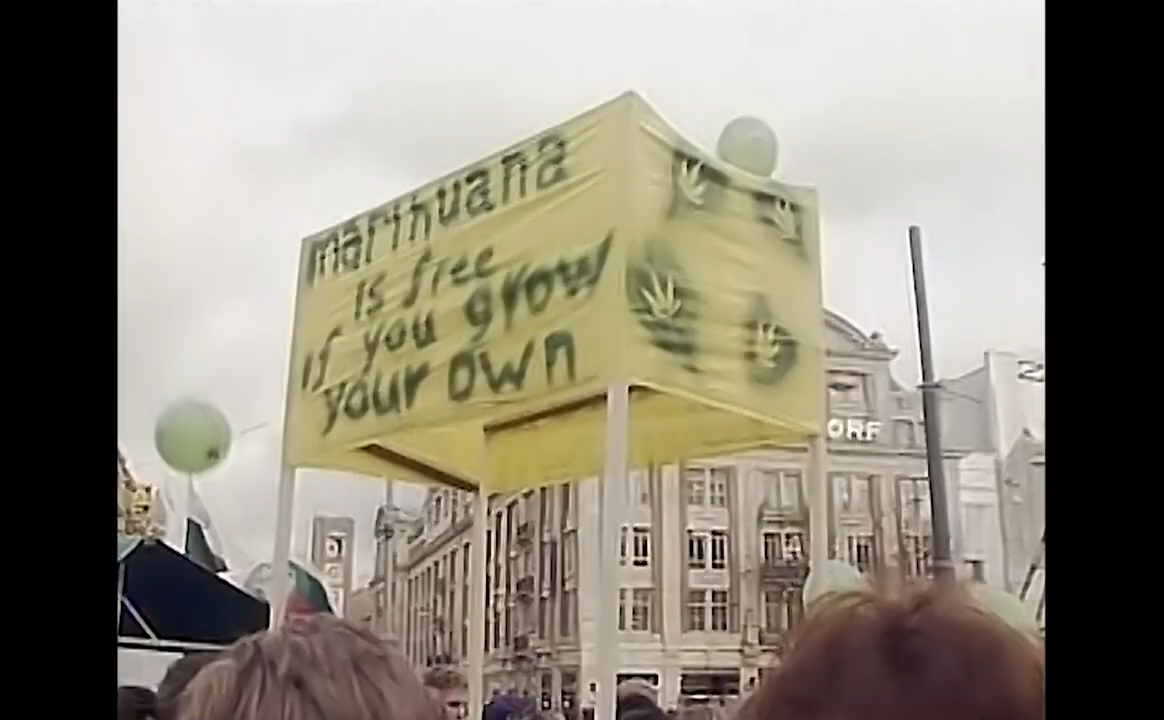 marihuana
is free
if you grow
your own
ORF